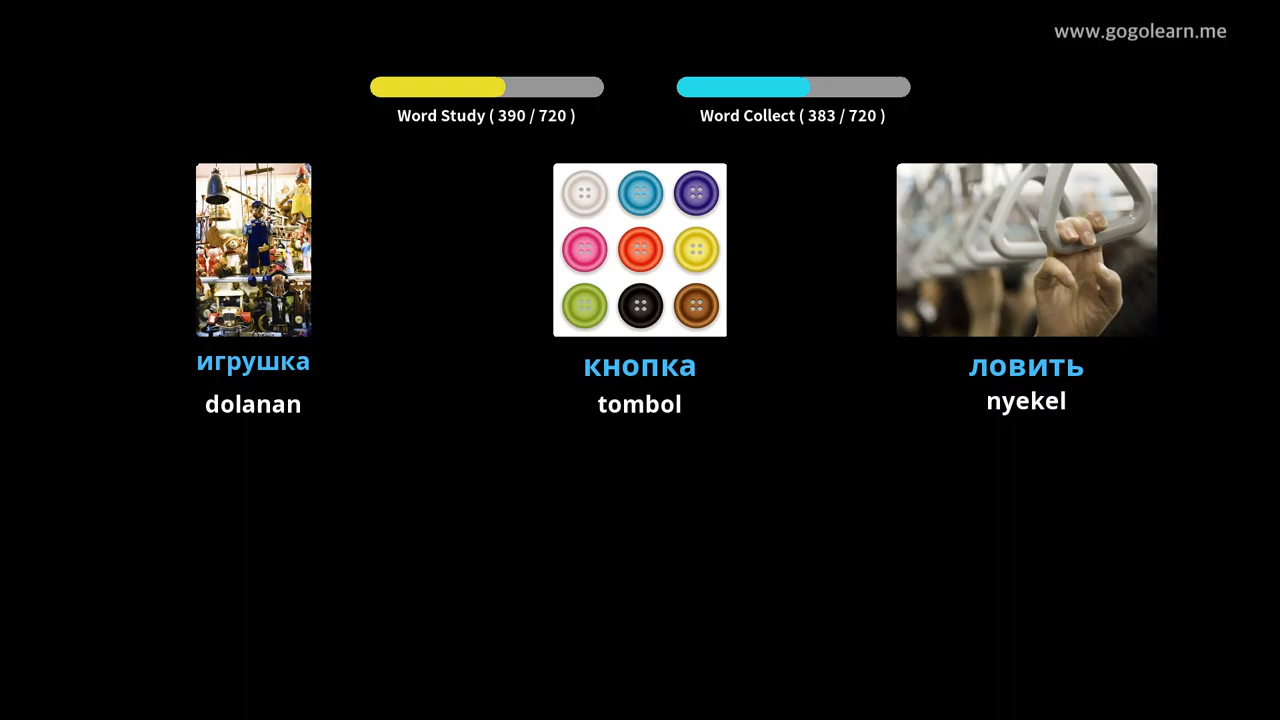 www.gogolearn.me
Word Study ( 390 / 720 )
Word Collect ( 383 / 720 )
игрушка
кнопка
ловить
dolanan
tombol
nyekel